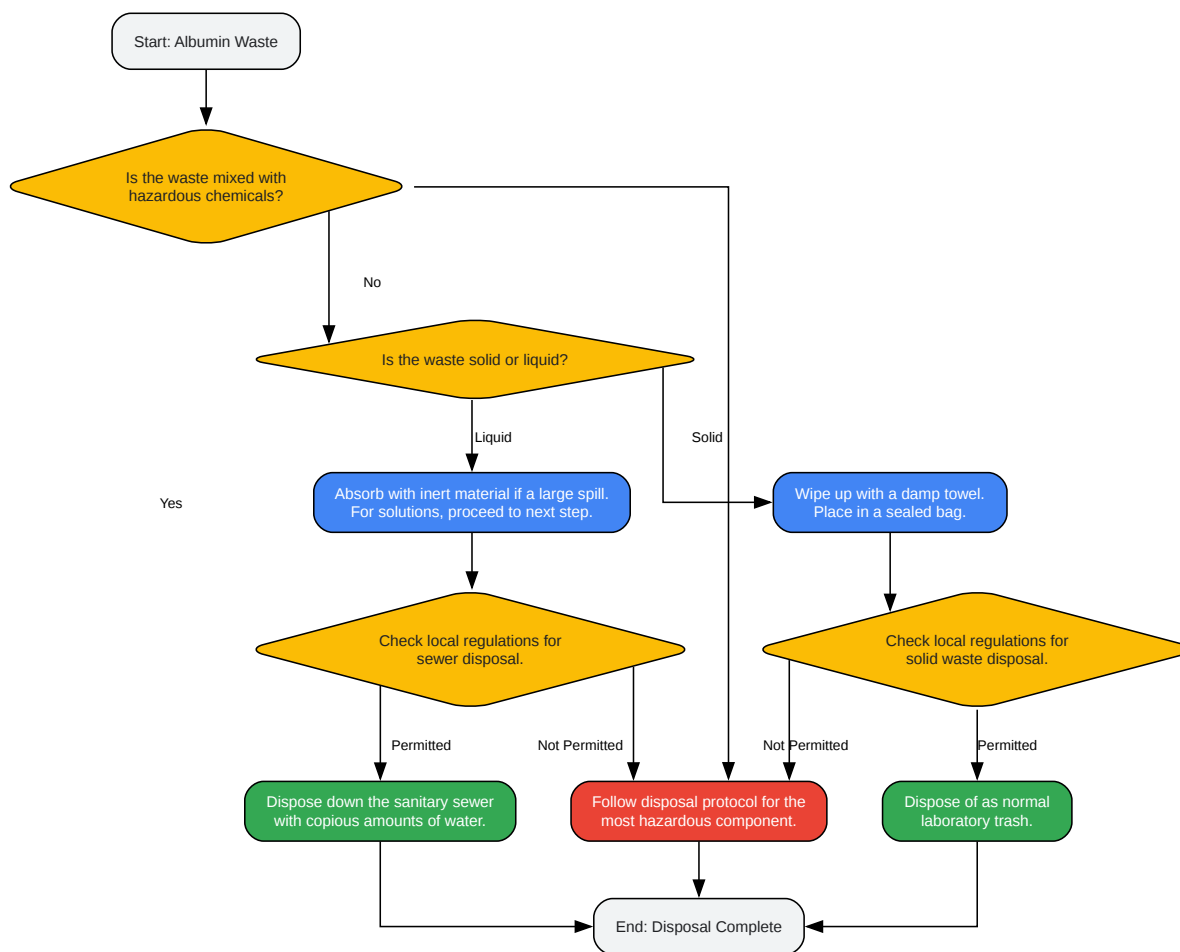 Start: Albumin Waste
Is the waste mixed with
hazardous chemicals?
No
Is the waste solid or liquid?
Liquid
Solid
Yes
Absorb with inert material if a large spill.
For solutions, proceed to next step.
Wipe up with a damp towel.
Place in a sealed bag.
Check local regulations for
sewer disposal.
Check local regulations for
solid waste disposal.
Permitted
Not Permitted
Not Permitted
Permitted
Dispose down the sanitary sewer
with copious amounts of water.
Follow disposal protocol for the
most hazardous component.
Dispose of as normal
laboratory trash.
End: Disposal Complete